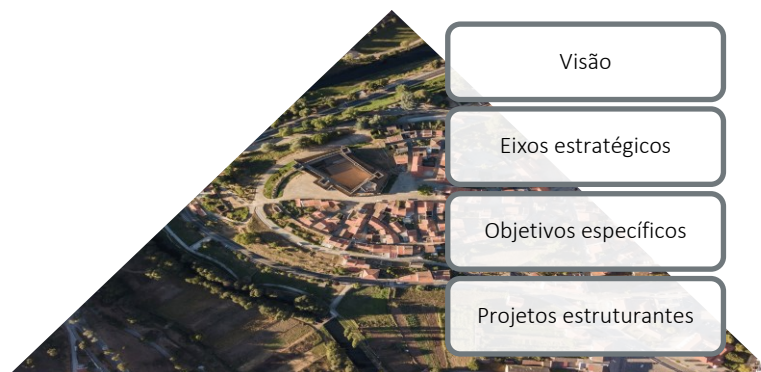 Visão
Eixos estratégicos
Objetivos específicos
Projetos estruturantes